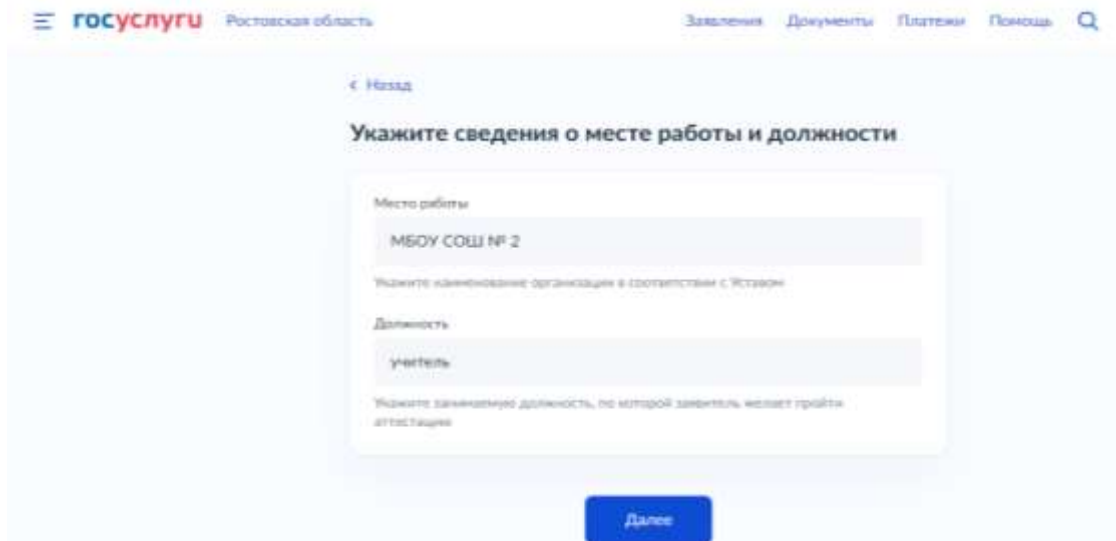 госуслуги Ростовская область Заявления Документы Платежи Помощь
Назад
Укажите сведения о месте работы и должности
Место работы
МБОУ СОШ № 2
Укажите наименование организации в соответствии с Уставом
Должность
учитель
Укажите занимаемую должность, по которой заявитель желает пройти
аттестацию
Далее